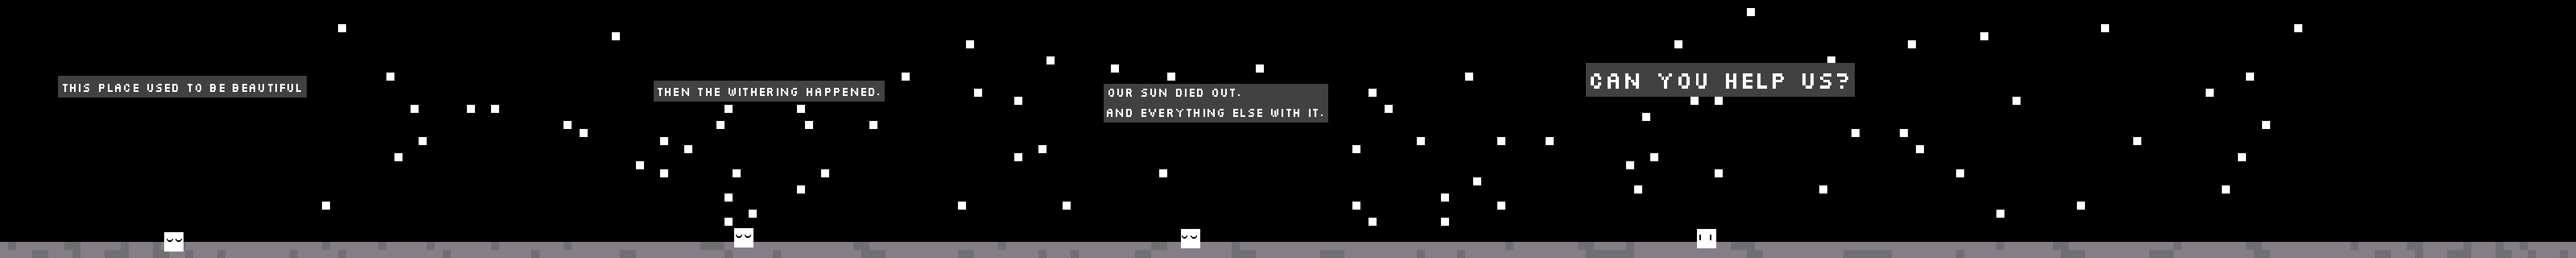 THIS PLACE USED TO BE BEAUTIFUL
THEN THE WITHERING HAPPENED.
OUR SUN DIED OUT.
AND EVERYTHING ELSE WITH IT.
CAN YOU HELP US?